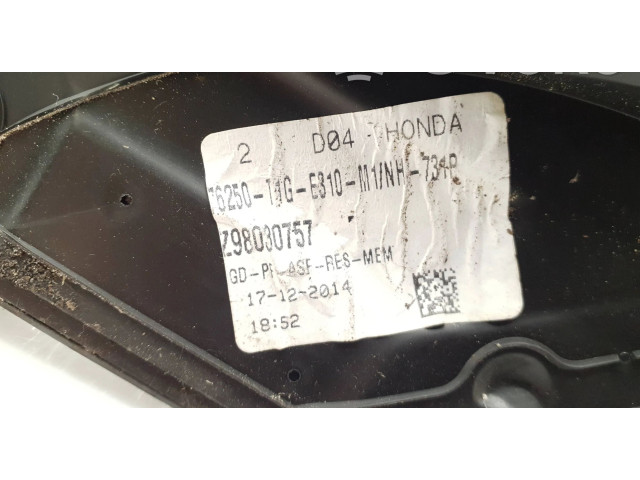 2 D04 HONDA
76250-T1G-E310-M1/NH-731P
Z98030757
GD-PF-ASF-RES-MEM
17-12-2014
18:52